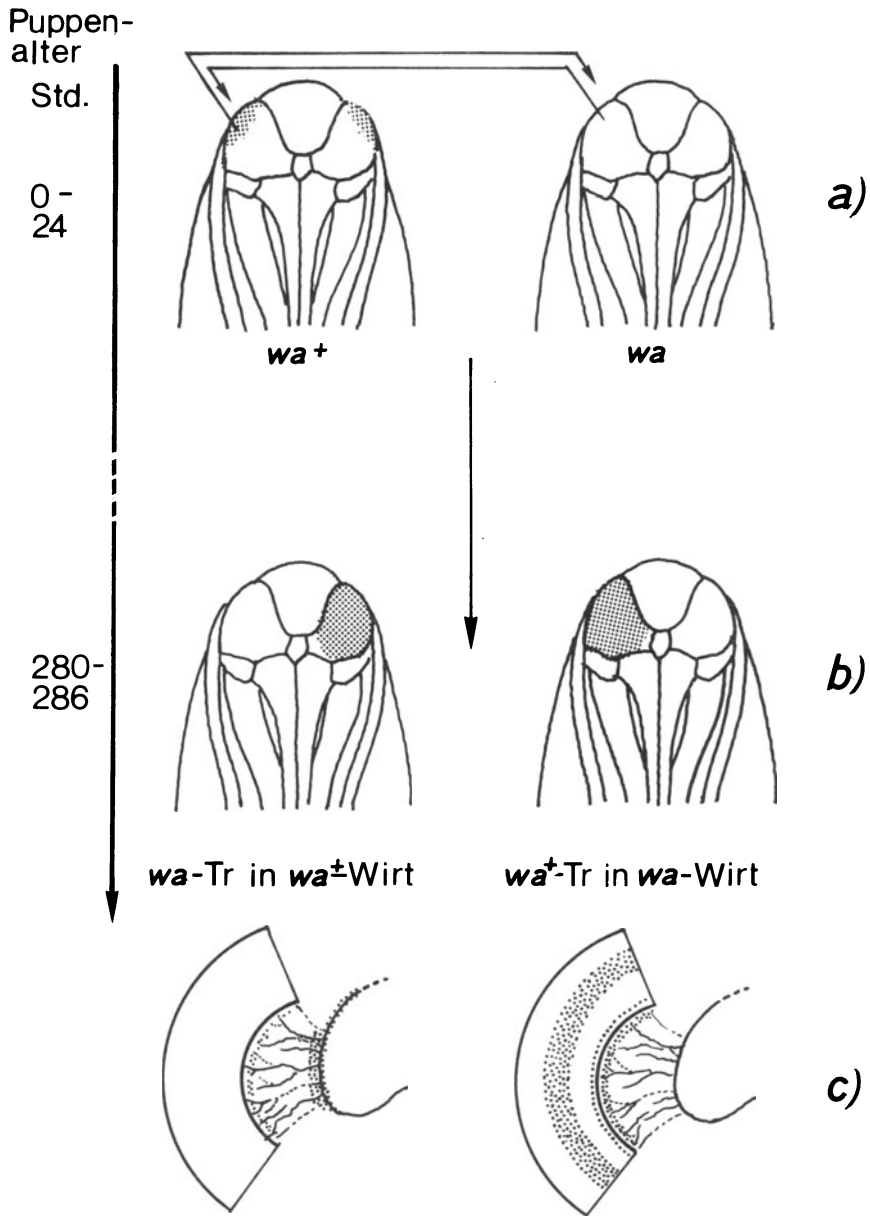 Puppen-
alter
Std.
0-
24
a)
wa+
wa
280-
286
b)
wa-Tr in wa±Wirt
wa+-Tr in wa-Wirt
c)